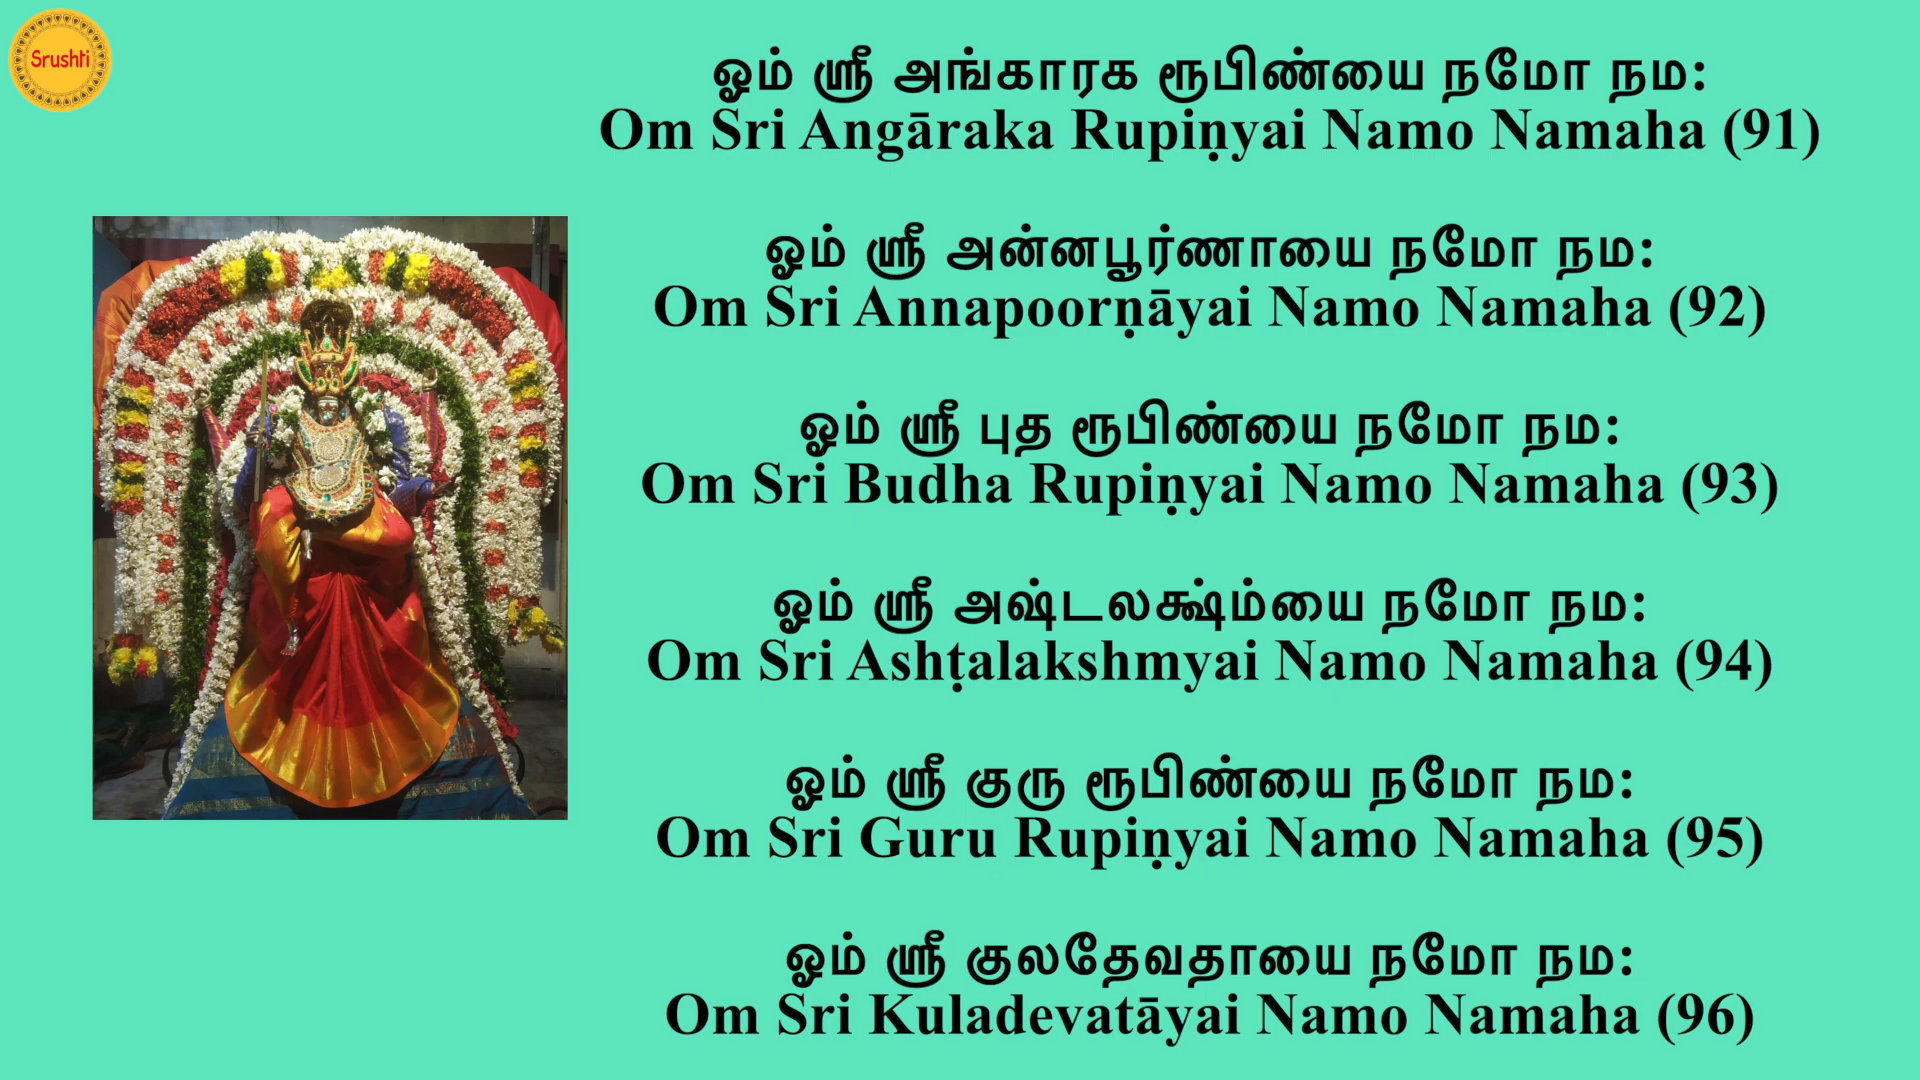 Srushti
ஓம் ஸ்ரீ அங்காரக ரூபிண்யை நமோ நம:
Om Sri Angāraka Rupiṇyai Namo Namaha (91)
ஓம் ஸ்ரீ அன்னபூர்ணாயை நமோ நம:
Om Sri Annapoorṇāyai Namo Namaha (92)
ஓம் ஸ்ரீ புத ரூபிண்யை நமோ நம:
Om Sri Budha Rupiṇyai Namo Namaha (93)
ஓம் ஸ்ரீ அஷ்டலக்ஷ்ம்யை நமோ நம:
Om Sri Ashṭalakshmyai Namo Namaha (94)
ஓம் ஸ்ரீ குரு ரூபிண்யை நமோ நம:
Om Sri Guru Rupiṇyai Namo Namaha (95)
ஓம் ஸ்ரீ குலதேவதாயை நமோ நம:
Om Sri Kuladevatāyai Namo Namaha (96)